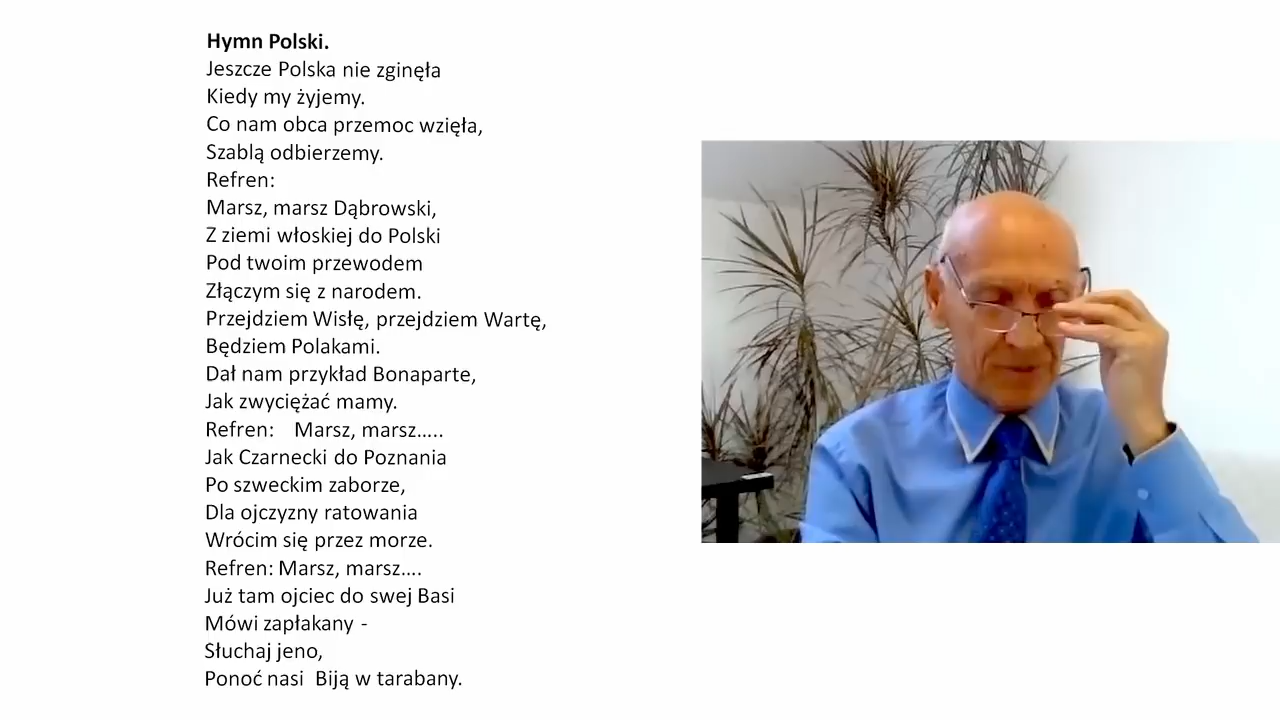 Hymn Polski.
Jeszcze Polska nie zginęła
Kiedy my żyjemy.
Co nam obca przemoc wzięła,
Szablą odbierzemy.
Refren:
Marsz, marsz Dąbrowski,
Z ziemi włoskiej do Polski
Pod twoim przewodem
Złączym się z narodem.
Przejdziem Wisłę, przejdziem Wartę,
Będziem Polakami.
Dał nam przykład Bonaparte,
Jak zwyciężać mamy.
Refren: Marsz, marsz.....
Jak Czarnecki do Poznania
Po szweckim zaborze,
Dla ojczyzny ratowania
Wrócim się przez morze.
Refren: Marsz, marsz....
Już tam ojciec do swej Basi
Mówi zapłakany -
Słuchaj jeno,
Ponoć nasi Biją w tarabany.